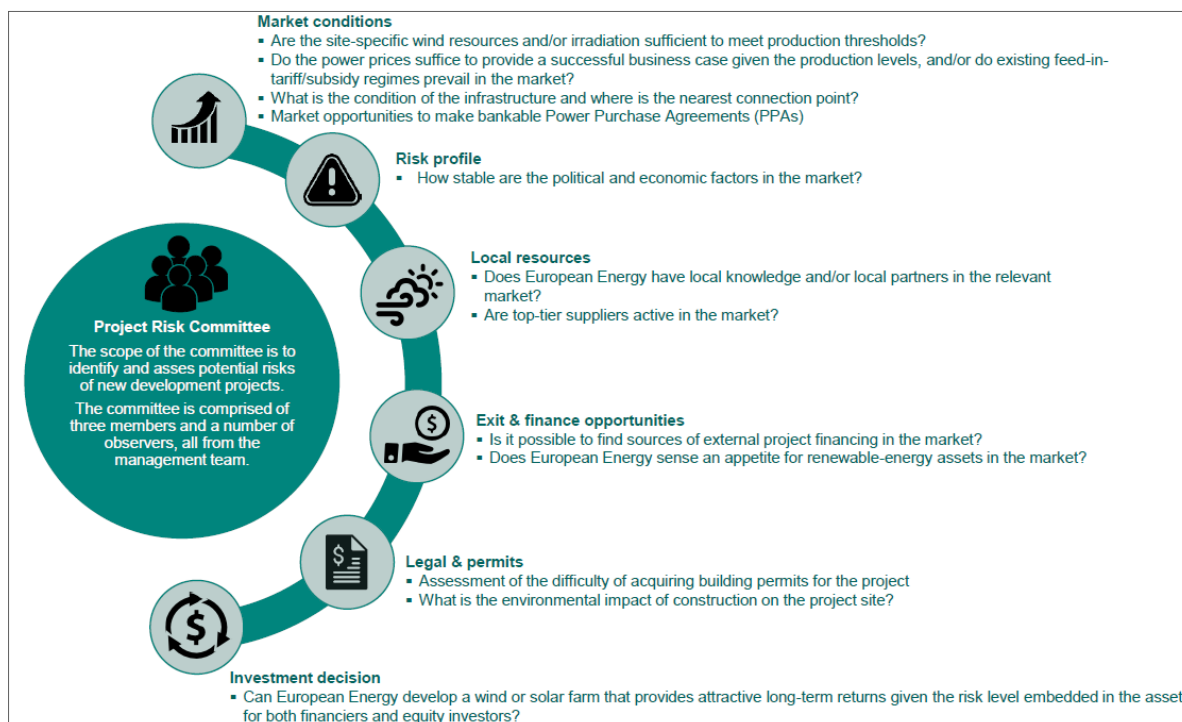 Market conditions
▪ Are the site-specific wind resources and/or irradiation sufficient to meet production thresholds?
▪ Do the power prices suffice to provide a successful business case given the production levels, and/or do existing feed-in-
tariff/subsidy regimes prevail in the market?
▪ What is the condition of the infrastructure and where is the nearest connection point?
▪ Market opportunities to make bankable Power Purchase Agreements (PPAs)
Risk profile
▪ How stable are the political and economic factors in the market?
Local resources
▪ Does European Energy have local knowledge and/or local partners in the relevant
market?
▪ Are top-tier suppliers active in the market?
Project Risk Committee
The scope of the committee is to
identify and asses potential risks
of new development projects.
The committee is comprised of
three members and a number of
observers, all from the
management team.
Exit & finance opportunities
▪ Is it possible to find sources of external project financing in the market?
▪ Does European Energy sense an appetite for renewable-energy assets in the market?
Legal & permits
▪ Assessment of the difficulty of acquiring building permits for the project
▪ What is the environmental impact of construction on the project site?
Investment decision
▪ Can European Energy develop a wind or solar farm that provides attractive long-term returns given the risk level embedded in the asset
for both financiers and equity investors?